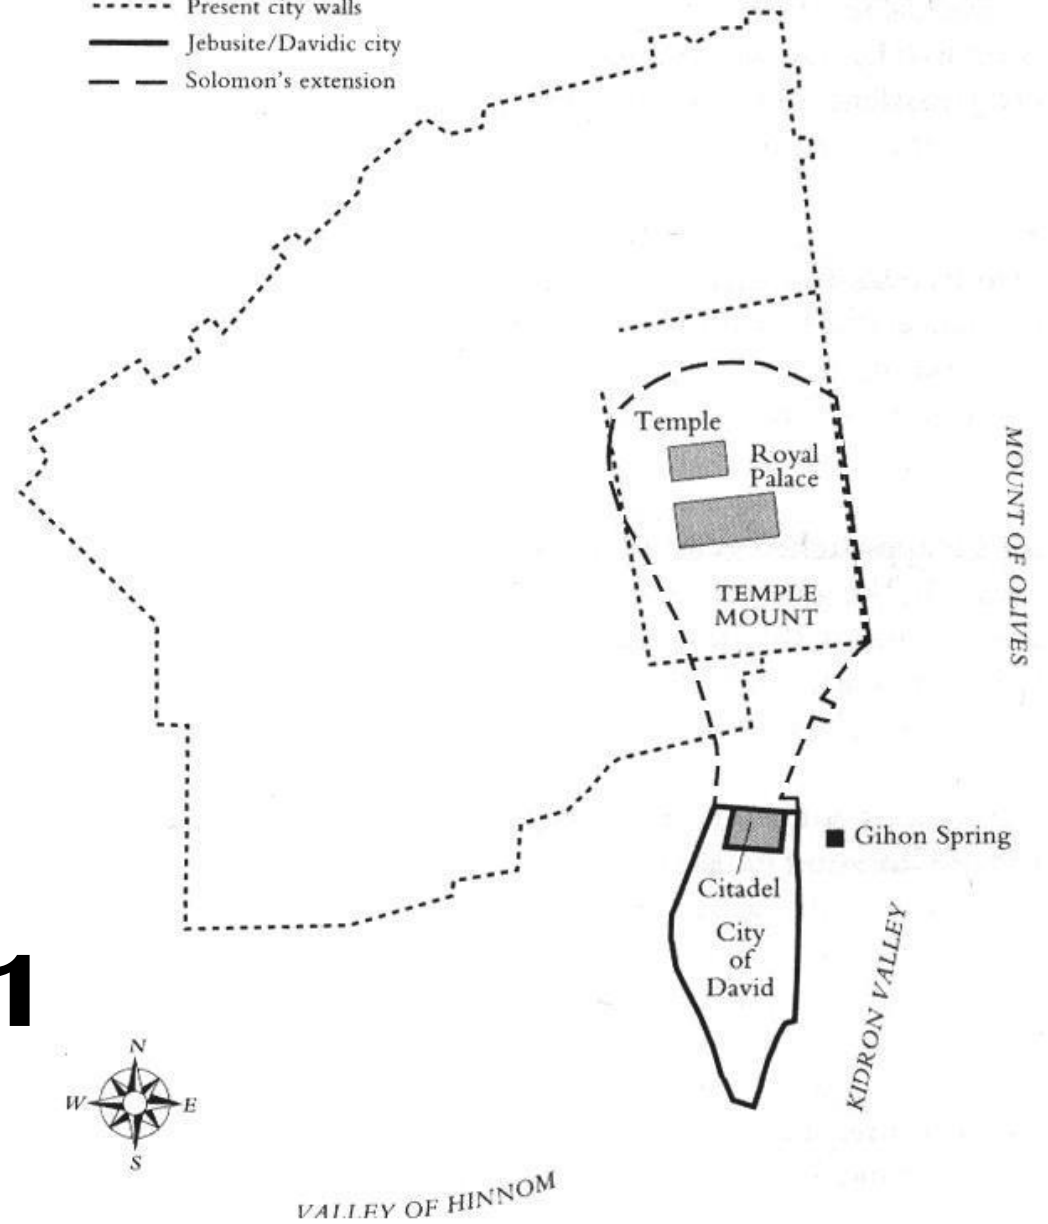 Present city walls
Jebusite/Davidic city
Solomon's extension
Temple
Royal
Palace
TEMPLE
MOUNT
MOUNT OF OLIVES
Gihon Spring
Citadel
City
of
David
KIDRON VALLEY
1
N
W
E
S
VALLEY OF HINNOM